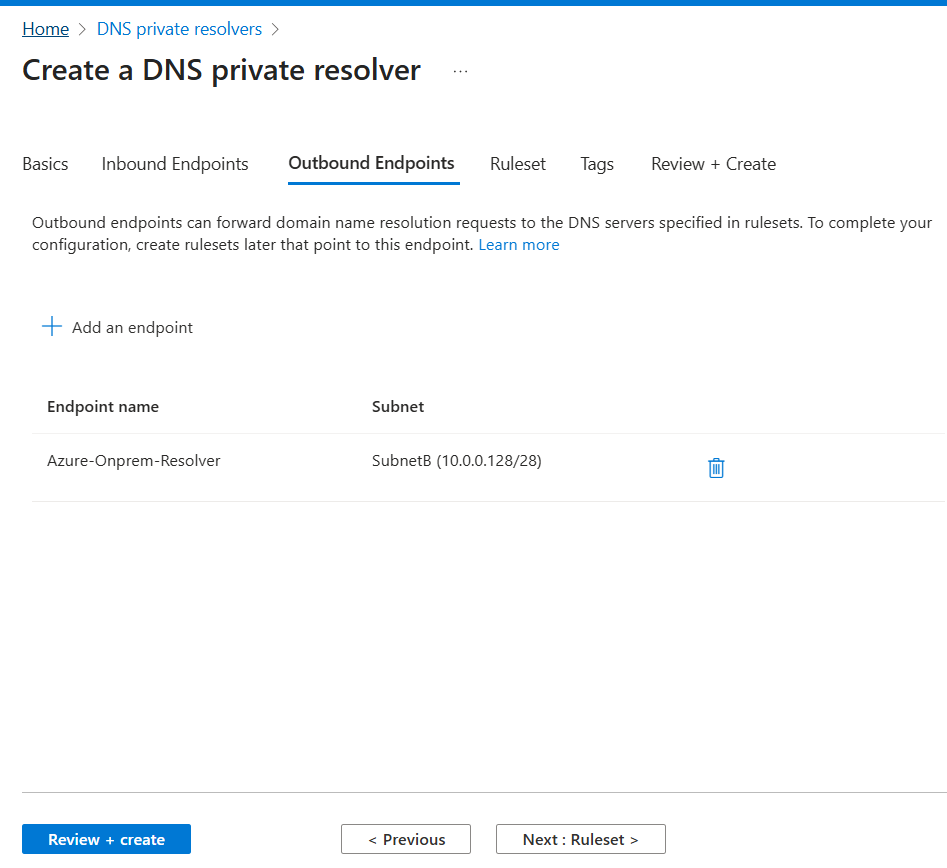 Home > DNS private resolvers >
Create a DNS private resolver ...
Basics Inbound Endpoints Outbound Endpoints Ruleset Tags Review + Create
Outbound endpoints can forward domain name resolution requests to the DNS servers specified in rulesets. To complete your
configuration, create rulesets later that point to this endpoint. Learn more
+ Add an endpoint
Endpoint name Subnet
Azure-Onprem-Resolver SubnetB (10.0.0.128/28)
Review + create < Previous Next : Ruleset >